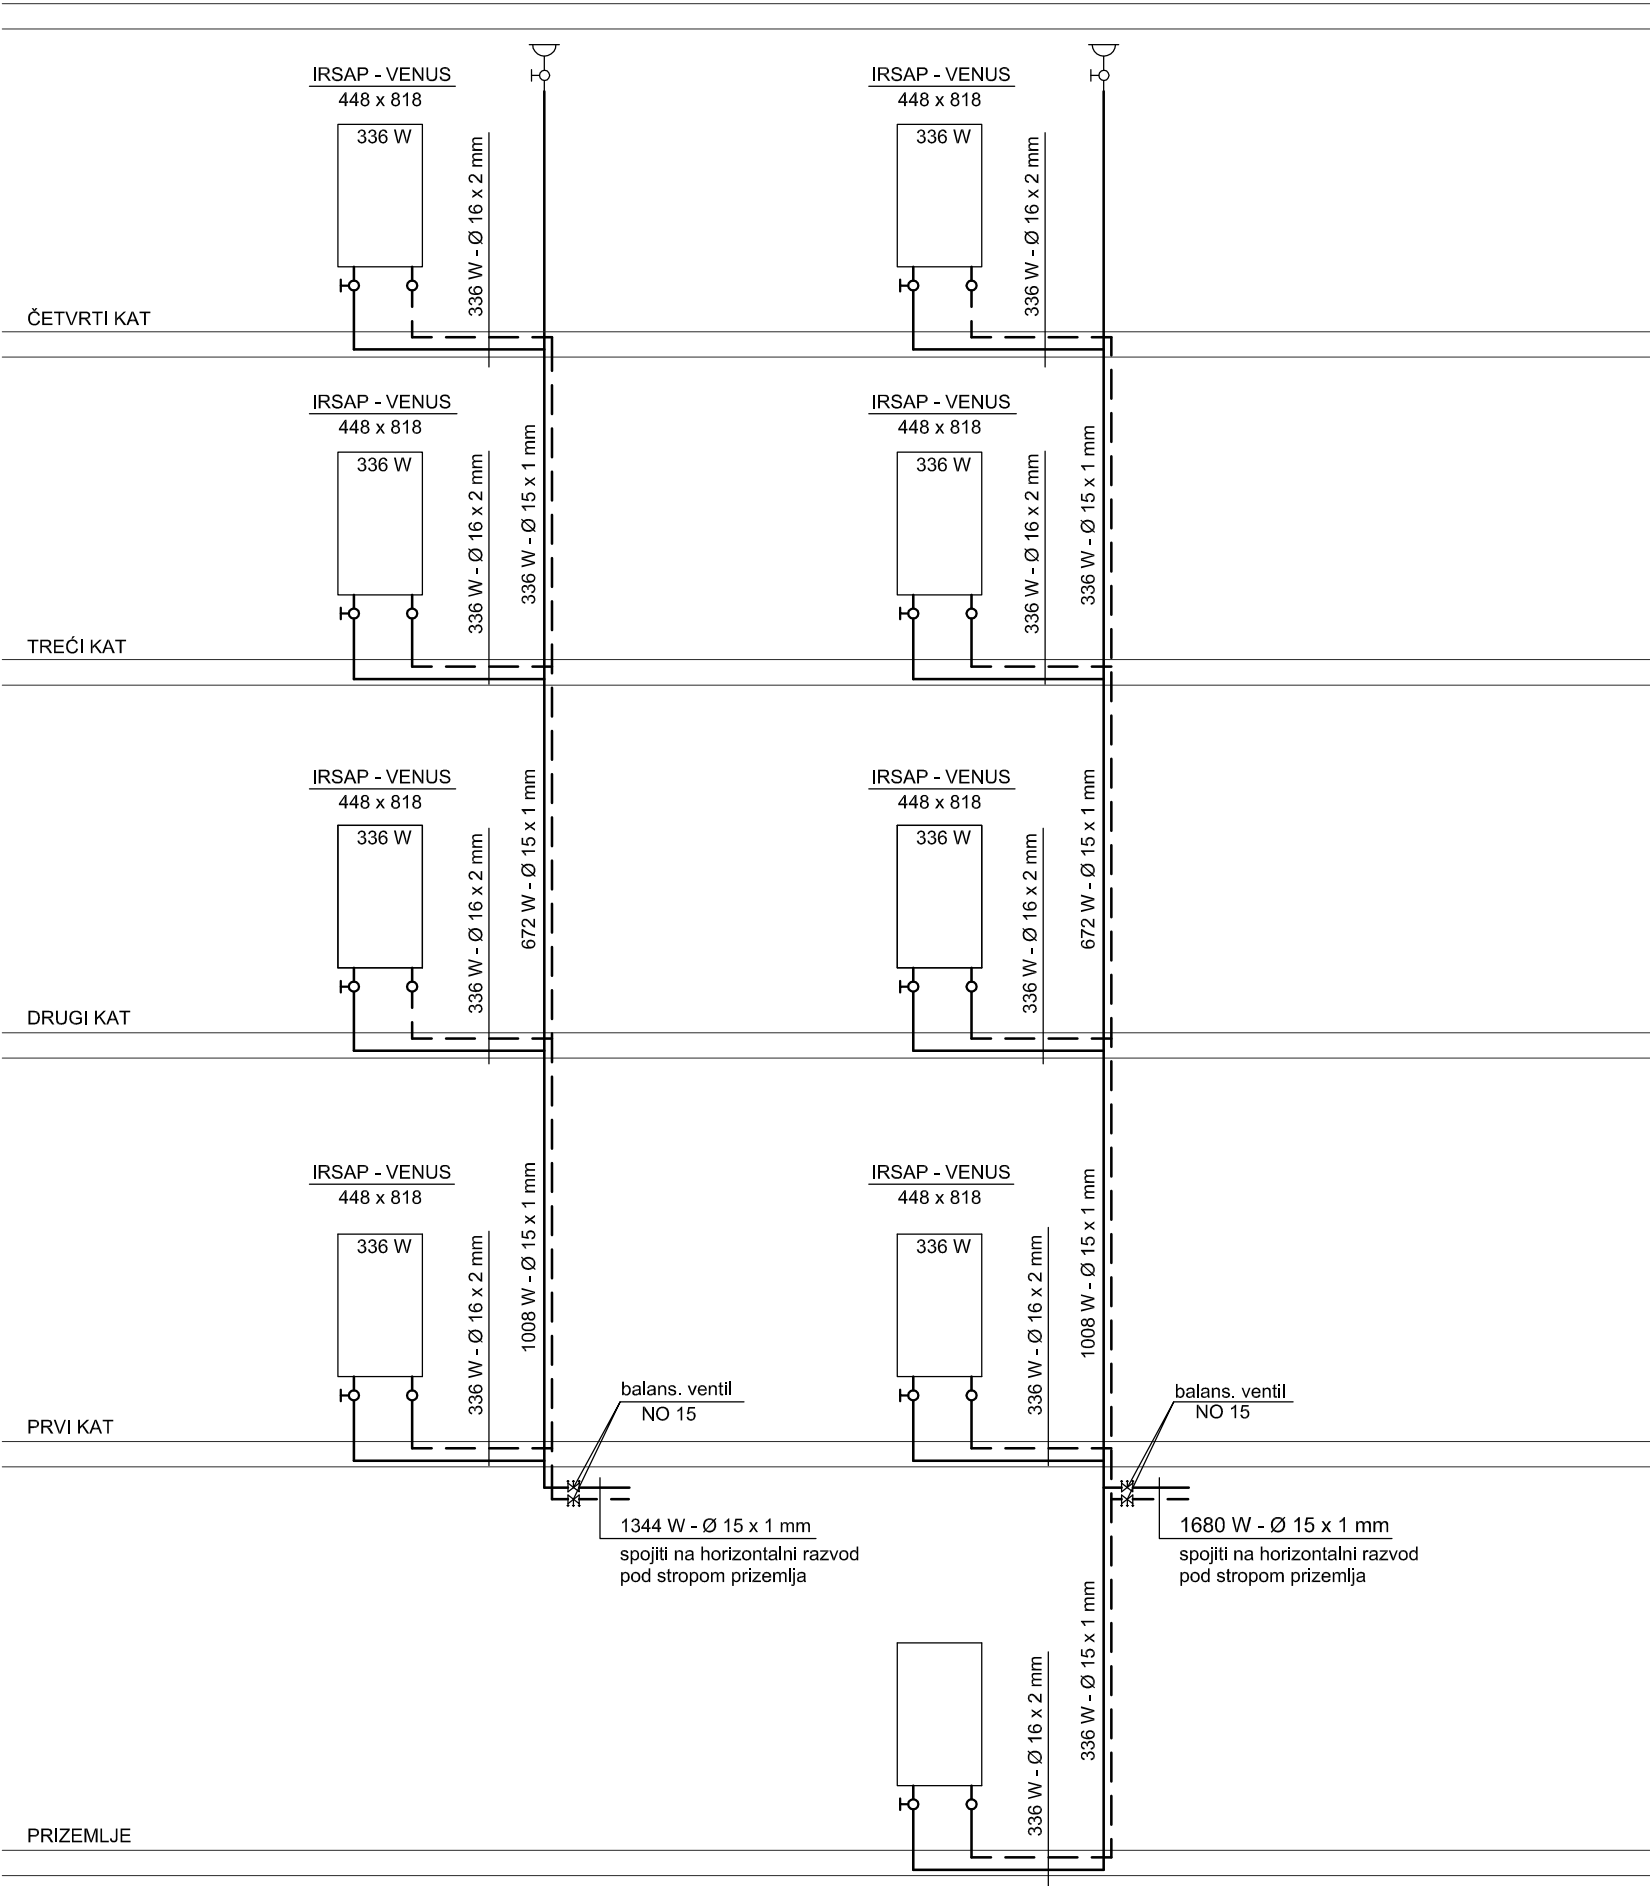 IRSAP - VENUS
448 x 818
336 W
336 W - Ø 16 x 2 mm
IRSAP - VENUS
448 x 818
336 W
336 W - Ø 16 x 2 mm
ČETVRTI KAT
IRSAP - VENUS
448 x 818
336 W
336 W - Ø 16 x 2 mm
336 W - Ø 15 x 1 mm
IRSAP - VENUS
448 x 818
336 W
336 W - Ø 16 x 2 mm
336 W - Ø 15 x 1 mm
TREĆI KAT
IRSAP - VENUS
448 x 818
336 W
336 W - Ø 16 x 2 mm
672 W - Ø 15 x 1 mm
IRSAP - VENUS
448 x 818
336 W
336 W - Ø 16 x 2 mm
672 W - Ø 15 x 1 mm
DRUGI KAT
IRSAP - VENUS
448 x 818
336 W
336 W - Ø 16 x 2 mm
1008 W - Ø 15 x 1 mm
balans. ventil
NO 15
IRSAP - VENUS
448 x 818
336 W
336 W - Ø 16 x 2 mm
1008 W - Ø 15 x 1 mm
balans. ventil
NO 15
PRVI KAT
1344 W - Ø 15 x 1 mm
spojiti na horizontalni razvod
pod stropom prizemlja
1680 W - Ø 15 x 1 mm
spojiti na horizontalni razvod
pod stropom prizemlja
336 W - Ø 16 x 2 mm
336 W - Ø 15 x 1 mm
PRIZEMLJE